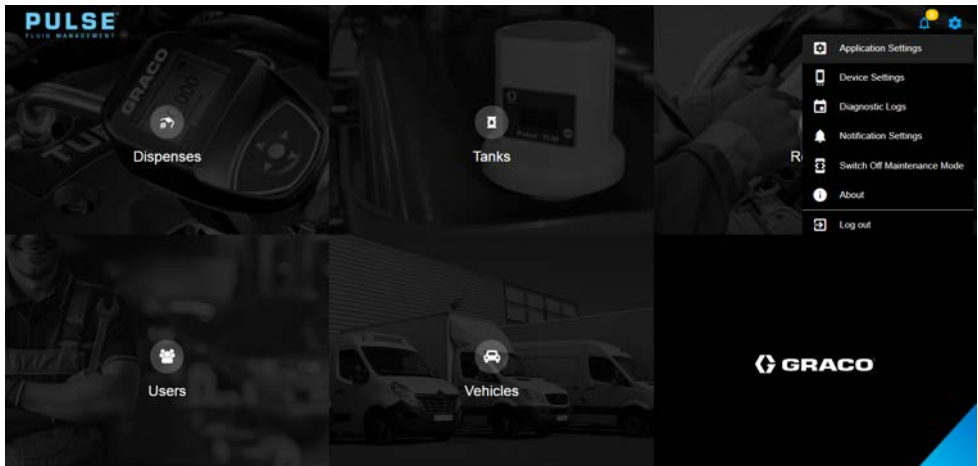 PULSE
FLUID MANAGEMENT
Application Settings
Device Settings
Diagnostic Logs
Notification Settings
Switch Off Maintenance Mode
About
Log out
GRACO
Dispenses
Tanks
R
Users
Vehicles
GRACO